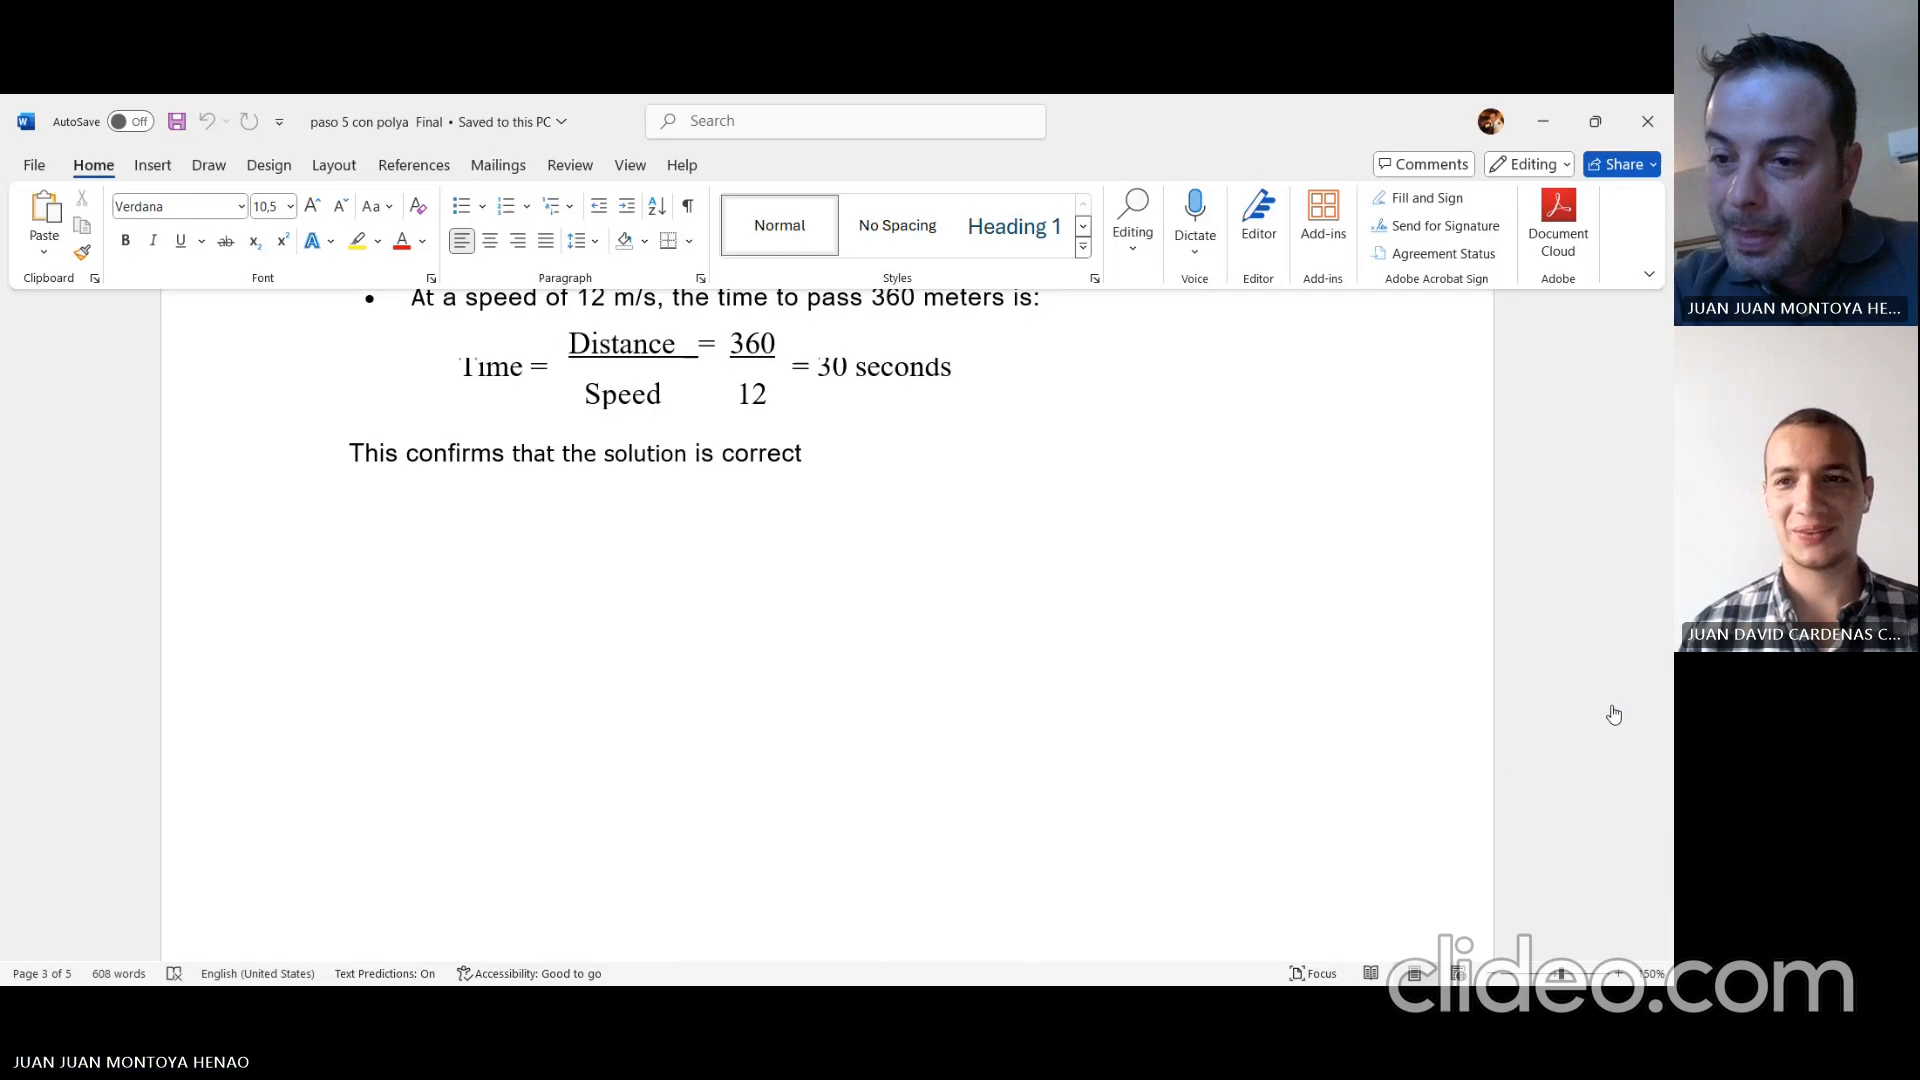 AutoSave Off paso 5 con polya Final • Saved to this PC Search
File Home Insert Draw Design Layout References Mailings Review View Help Comments Editing Share
Paste Verdana 10,5 Aa Normal No Spacing Heading 1 Editing Dictate Editor Add-ins Fill and Sign Send for Signature Agreement Status Document Cloud
Clipboard Font Paragraph Styles Voice Editor Add-ins Adobe Acrobat Sign Adobe
• At a speed of 12 m/s, the time to pass 360 meters is:
Distance = 360
Time = = 30 seconds
Speed 12
This confirms that the solution is correct
Page 3 of 5 608 words English (United States) Text Predictions: On Accessibility: Good to go Focus 150%
JUAN JUAN MONTOYA HE...
JUAN DAVID CARDENAS C...
clideo.com
JUAN JUAN MONTOYA HENAO